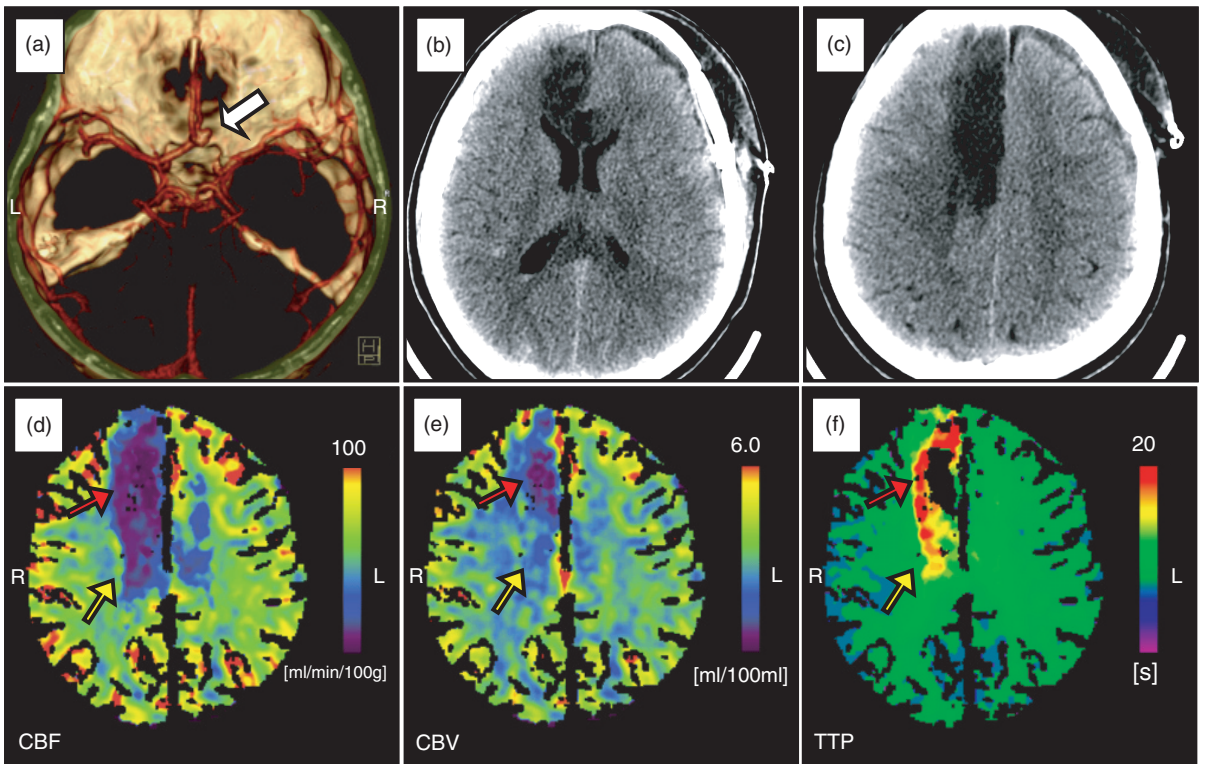 (a)
L
R
H
F
(b)
(c)
(d)
100
R
L
[ml/min/100g]
CBF
(e)
6.0
L
[ml/100ml]
CBV
(f)
20
R
L
[s]
TTP